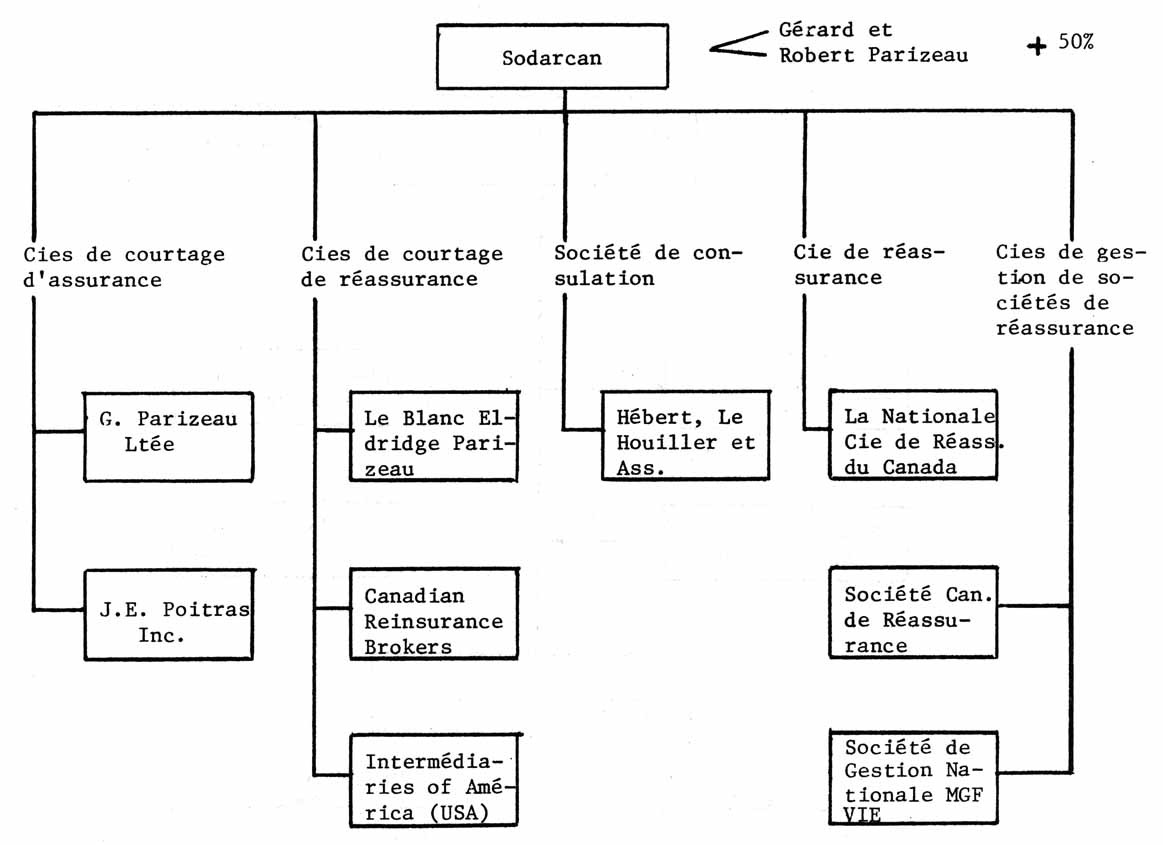 Sodarcan
Gérard et
Robert Parizeau
+ 50%
Cies de courtage
d'assurance
Cies de courtage
de réassurance
Société de con-
sulation
Cie de réas-
surance
Cies de ges-
tion de so-
ciétés de
réassurance
G. Parizeau
Ltée
Le Blanc El-
dridge Pari-
zeau
Hébert, Le
Houiller et
Ass.
La Nationale
Cie de Réass.
du Canada
J.E. Poitras
Inc.
Canadian
Reinsurance
Brokers
Société Can.
de Réassu-
rance
Intermédia-
ries of Amé-
rica (USA)
Société de
Gestion Na-
tionale MGF
VIE